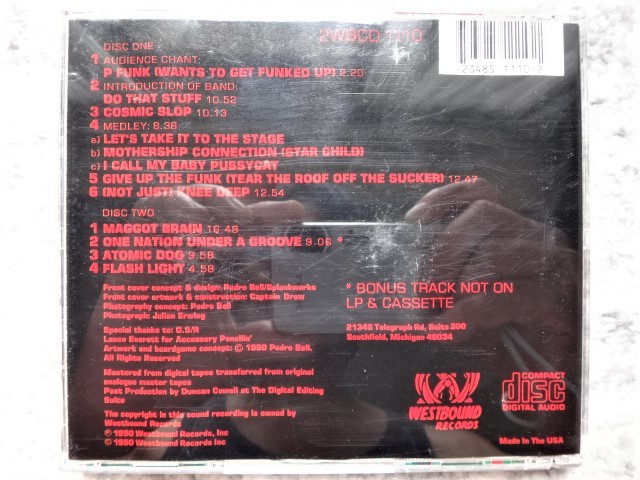 2WBCD 1110
23485 1110 2
DISC ONE
1 AUDIENCE CHANT:
P FUNK (WANTS TO GET FUNKED UP) 2.20
2 INTRODUCTION OF BAND:
DO THAT STUFF 10.52
3 COSMIC SLOP 10.13
4 MEDLEY: 8.38
a) LET'S TAKE IT TO THE STAGE
b) MOTHERSHIP CONNECTION (STAR CHILD)
c) I CALL MY BABY PUSSYCAT
5 GIVE UP THE FUNK (TEAR THE ROOF OFF THE SUCKER) 12.47
6 (NOT JUST) KNEE DEEP 12.54
DISC TWO
1 MAGGOT BRAIN 16.48
2 ONE NATION UNDER A GROOVE 9.06 *
3 ATOMIC DOG 9.58
4 FLASH LIGHT 4.58
* BONUS TRACK NOT ON
LP & CASSETTE
Front cover concept & design: Pedro Bell/Splankworks
Front cover artwork & construction: Captain Draw
Photography concept: Pedro Bell
Photograph: Julian Erwing
Special thanks to: O.S/R
Lance Everett for Accessory Pencilin'
Artwork and boardgame concept: © 1990 Pedro Bell.
All Rights Reserved
Mastered from digital tapes transferred from original
analogue master tapes
Post Production by Duncan Cowell at The Digital Editing
Suite
The copyright in this sound recording is owned by
Westbound Records
℗ 1990 Westbound Records, Inc
© 1990 Westbound Records, Inc
21348 Telegraph Rd, Suite 200
Southfield, Michigan 48034
WESTBOUND
RECORDS
COMPACT
disc
DIGITAL AUDIO
Made In The USA